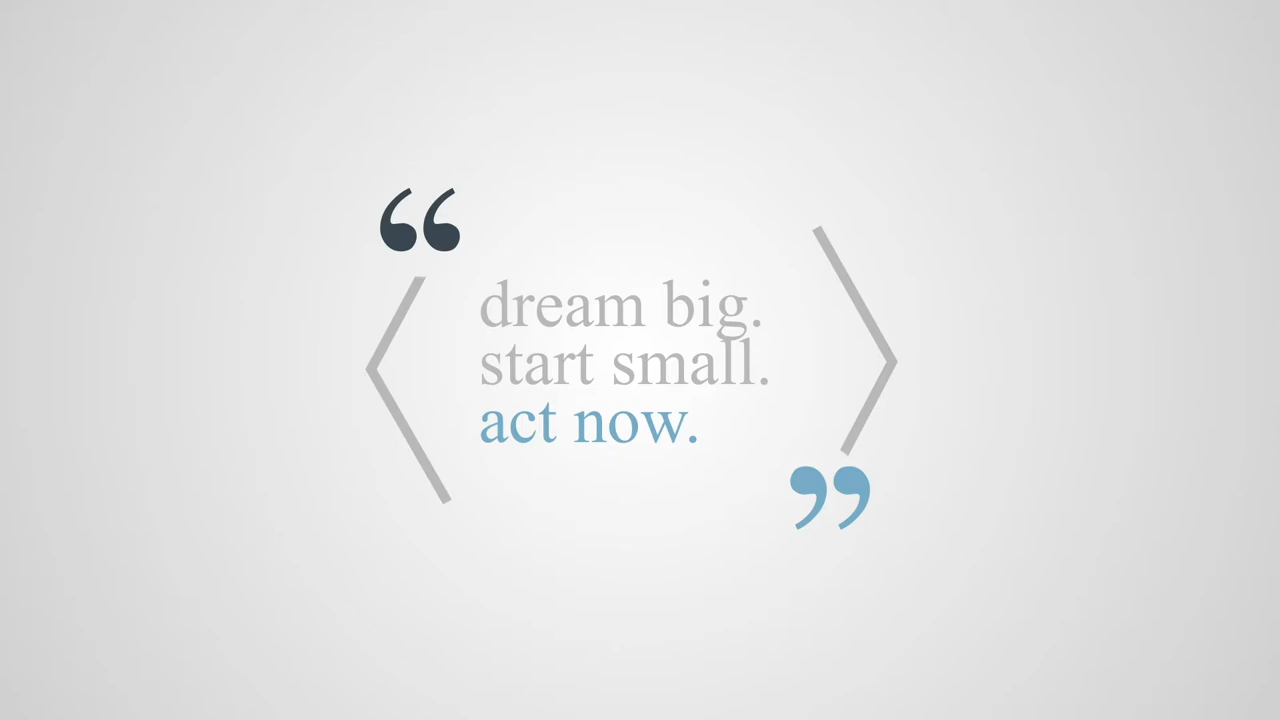 “
dream big.
start small.
act now.
”